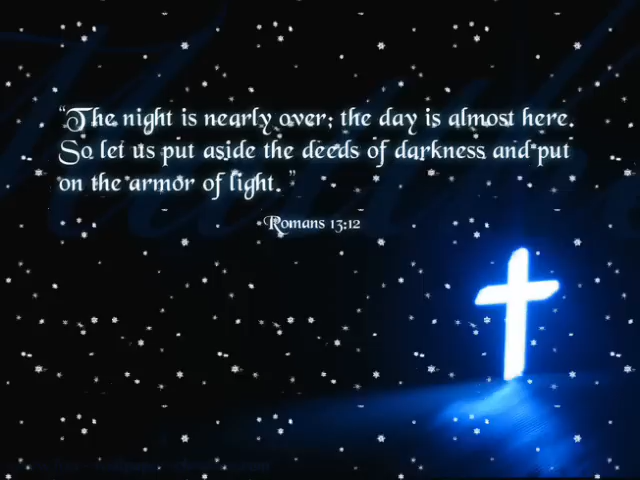 “The night is nearly over; the day is almost here.
So let us put aside the deeds of darkness and put
on the armor of light. ”
Romans 13:12